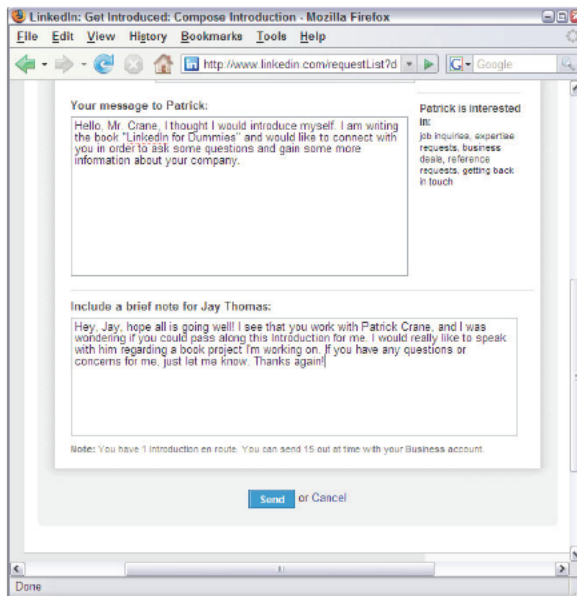 LinkedIn: Get Introduced: Compose Introduction - Mozilla Firefox
File Edit View History Bookmarks Tools Help
http://www.linkedin.com/requestList?d
G Google
Your message to Patrick:
Hello, Mr. Crane, I thought I would introduce myself. I am writing
the book "LinkedIn for Dummies" and would like to connect with
you in order to ask some questions and gain some more
information about your company.
Patrick is interested
in:
job inquiries, expertise
requests, business
deals, reference
requests, getting back
in touch
Include a brief note for Jay Thomas:
Hey, Jay, hope all is going well! I see that you work with Patrick Crane, and I was
wondering if you could pass along this Introduction for me. I would really like to speak
with him regarding a book project I'm working on. If you have any questions or
concerns for me, just let me know. Thanks again!
Note: You have 1 Introduction en route. You can send 15 out at time with your Business account.
Send or Cancel
Done